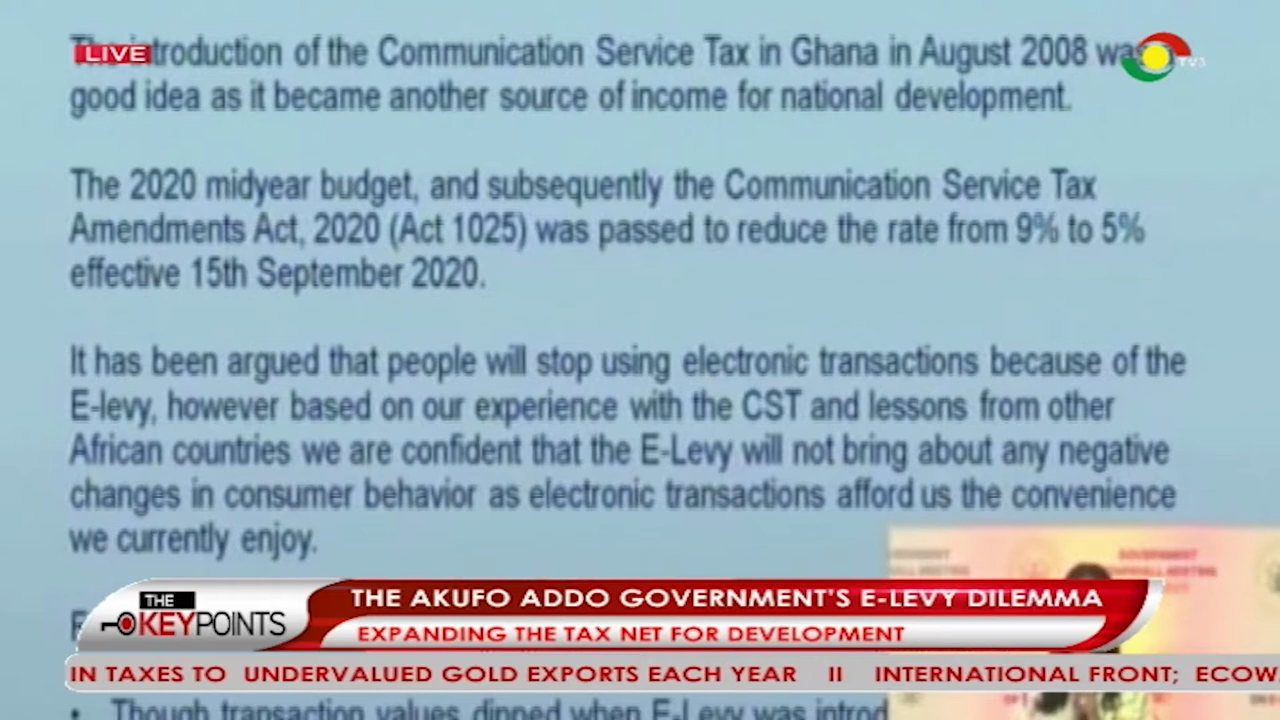 LIVE
The introduction of the Communication Service Tax in Ghana in August 2008 was a
TV3
good idea as it became another source of income for national development.
The 2020 midyear budget, and subsequently the Communication Service Tax
Amendments Act, 2020 (Act 1025) was passed to reduce the rate from 9% to 5%
effective 15th September 2020.
It has been argued that people will stop using electronic transactions because of the
E-levy, however based on our experience with the CST and lessons from other
African countries we are confident that the E-Levy will not bring about any negative
changes in consumer behavior as electronic transactions afford us the convenience
we currently enjoy.
GOVERNMENT
THE
KEYPOINTS
THE AKUFO ADDO GOVERNMENT'S E-LEVY DILEMMA
EXPANDING THE TAX NET FOR DEVELOPMENT
IN TAXES TO UNDERVALUED GOLD EXPORTS EACH YEAR II INTERNATIONAL FRONT; ECOW
• Though transaction values dipped when E-Levy was introd